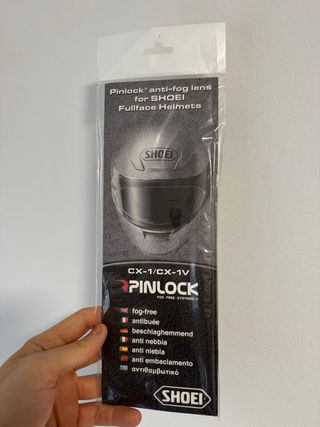 Pinlock® anti-fog lens
for SHOEI
Fullface Helmets
SHOEI
CX-1/CX-1V
PINLOCK
FOG FREE SYSTEMS
fog-free
antibuée
beschlaghemmend
anti nebbia
anti niebla
anti embaciamento
αντιθαμβωτικό
SHOEI